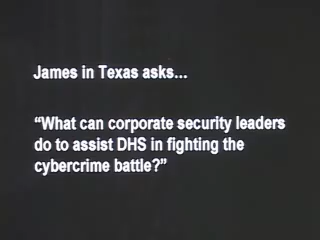 James in Texas asks...
“What can corporate security leaders
do to assist DHS in fighting the
cybercrime battle?”